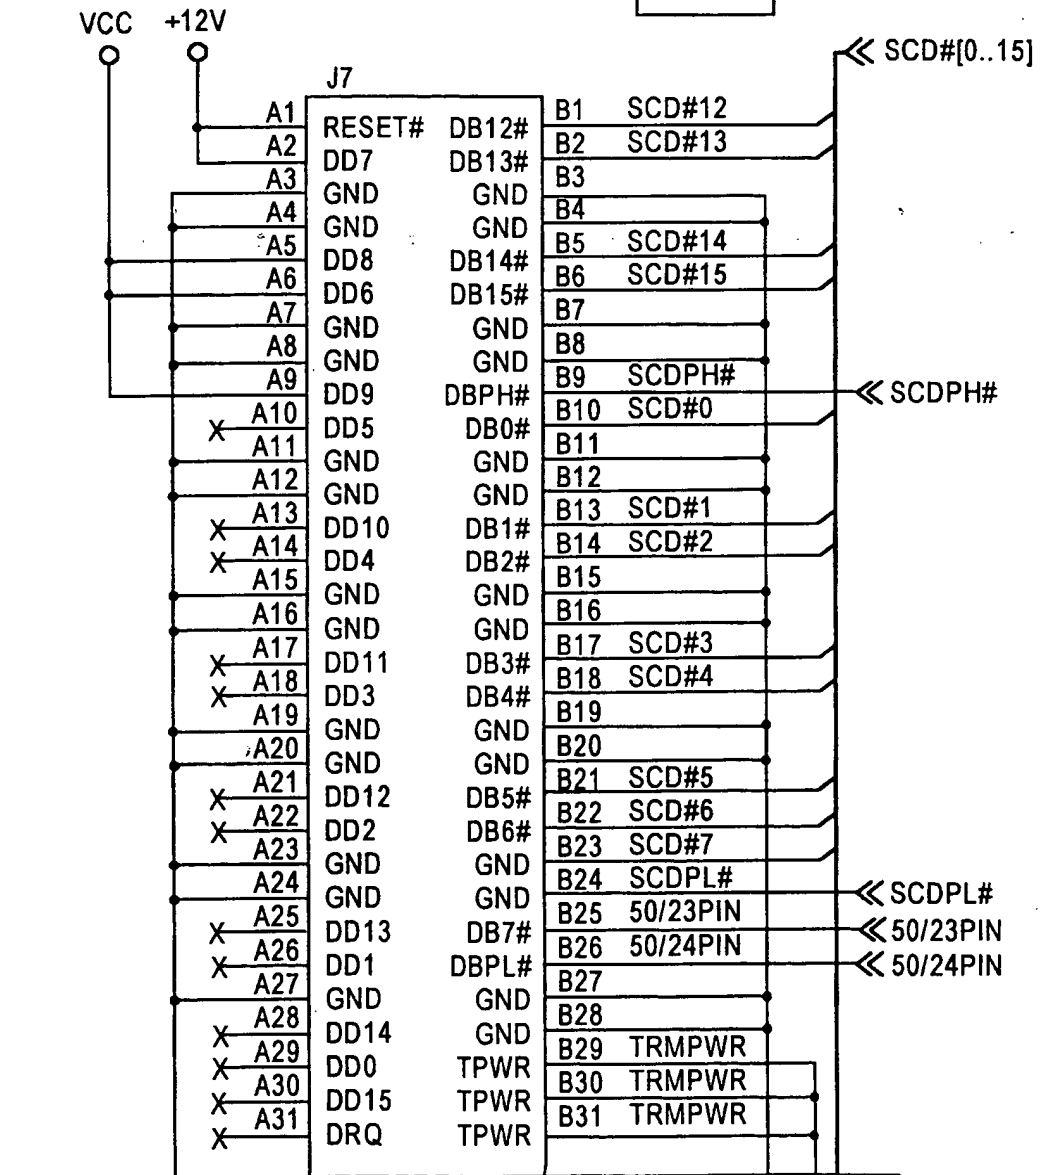 VCC +12V
SCD#[0..15]
J7
A1 RESET# DB12# B1 SCD#12
A2 DD7 DB13# B2 SCD#13
A3 GND GND B3
A4 GND GND B4
A5 DD8 DB14# B5 SCD#14
A6 DD6 DB15# B6 SCD#15
A7 GND GND B7
A8 GND GND B8
A9 DD9 DBPH# B9 SCDPH# SCDPH#
A10 DD5 DB0# B10 SCD#0
A11 GND GND B11
A12 GND GND B12
A13 DD10 DB1# B13 SCD#1
A14 DD4 DB2# B14 SCD#2
A15 GND GND B15
A16 GND GND B16
A17 DD11 DB3# B17 SCD#3
A18 DD3 DB4# B18 SCD#4
A19 GND GND B19
A20 GND GND B20
A21 DD12 DB5# B21 SCD#5
A22 DD2 DB6# B22 SCD#6
A23 GND GND B23 SCD#7
A24 GND GND B24 SCDPL# SCDPL#
A25 DD13 DB7# B25 50/23PIN 50/23PIN
A26 DD1 DBPL# B26 50/24PIN 50/24PIN
A27 GND GND B27
A28 DD14 GND B28
A29 DD0 TPWR B29 TRMPWR
A30 DD15 TPWR B30 TRMPWR
A31 DRQ TPWR B31 TRMPWR